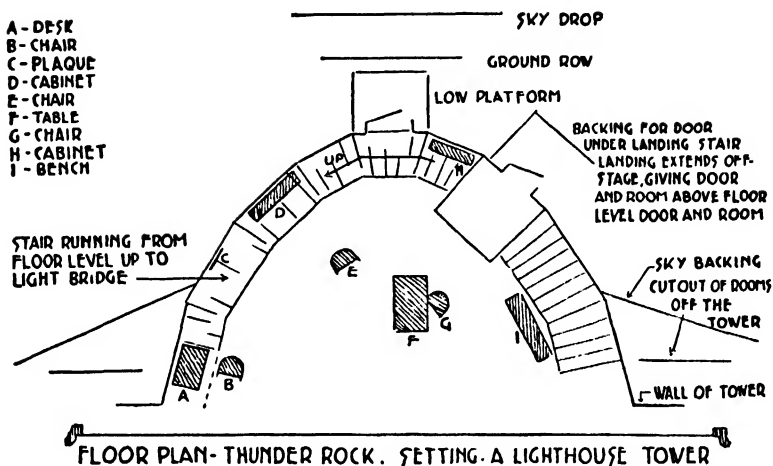 A - DESK
B - CHAIR
C - PLAQUE
D - CABINET
E - CHAIR
F - TABLE
G - CHAIR
H - CABINET
I - BENCH
SKY DROP
GROUND ROW
LOW PLATFORM
BACKING FOR DOOR
UNDER LANDING STAIR
LANDING EXTENDS OFF-
STAGE, GIVING DOOR
AND ROOM ABOVE FLOOR
LEVEL DOOR AND ROOM
UP
H
D
STAIR RUNNING FROM
FLOOR LEVEL UP TO
LIGHT BRIDGE
C
E
F
G
I
SKY BACKING
CUTOUT OF ROOMS
OFF THE
TOWER
A
B
WALL OF TOWER
FLOOR PLAN - THUNDER ROCK. SETTING. A LIGHTHOUSE TOWER